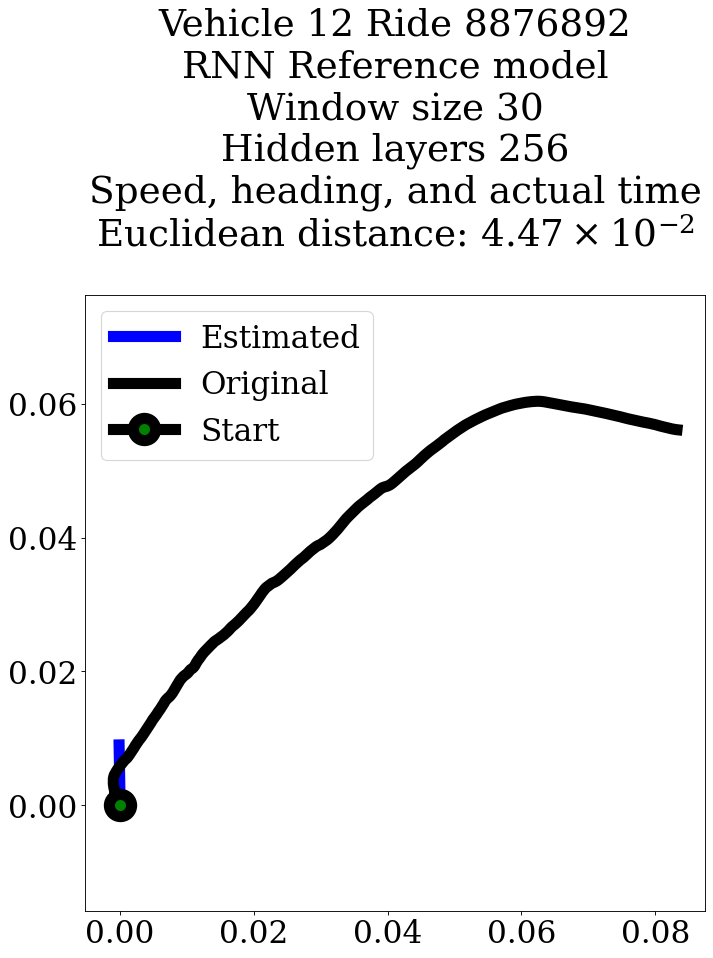 Vehicle 12 Ride 8876892
RNN Reference model
Window size 30
Hidden layers 256
Speed, heading, and actual time
Euclidean distance: 4.47 × 10⁻²
Estimated
Original
Start
0.06
0.04
0.02
0.00
0.00 0.02 0.04 0.06 0.08